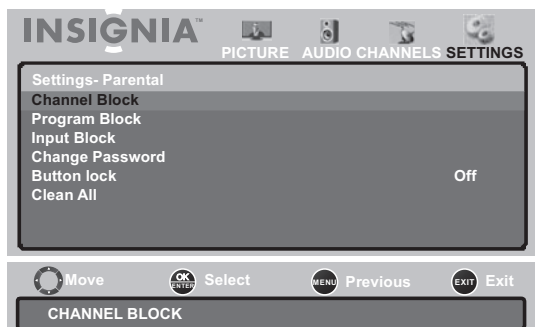 INSIGNIA™
PICTURE AUDIO CHANNELS SETTINGS
Settings- Parental
Channel Block
Program Block
Input Block
Change Password
Button lock Off
Clean All
Move OK ENTER Select MENU Previous EXIT Exit
CHANNEL BLOCK